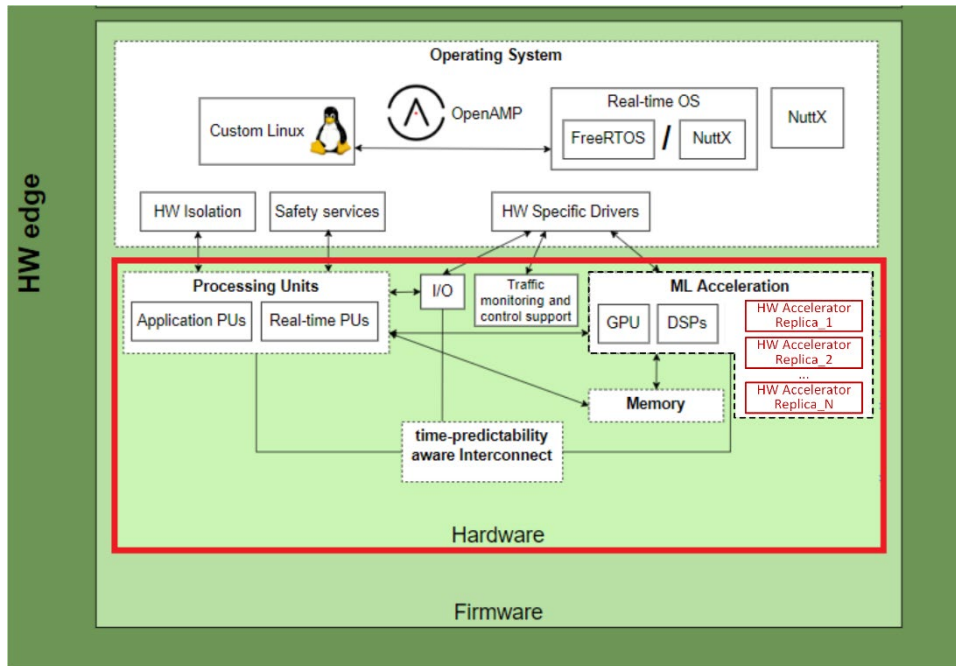 HW edge
Operating System
Custom Linux
OpenAMP
Real-time OS
FreeRTOS
/
NuttX
NuttX
HW Isolation
Safety services
HW Specific Drivers
Processing Units
Application PUs
Real-time PUs
I/O
Traffic
monitoring and
control support
ML Acceleration
GPU
DSPs
HW Accelerator
Replica_1
HW Accelerator
Replica_2
...
HW Accelerator
Replica_N
Memory
time-predictability
aware Interconnect
Hardware
Firmware